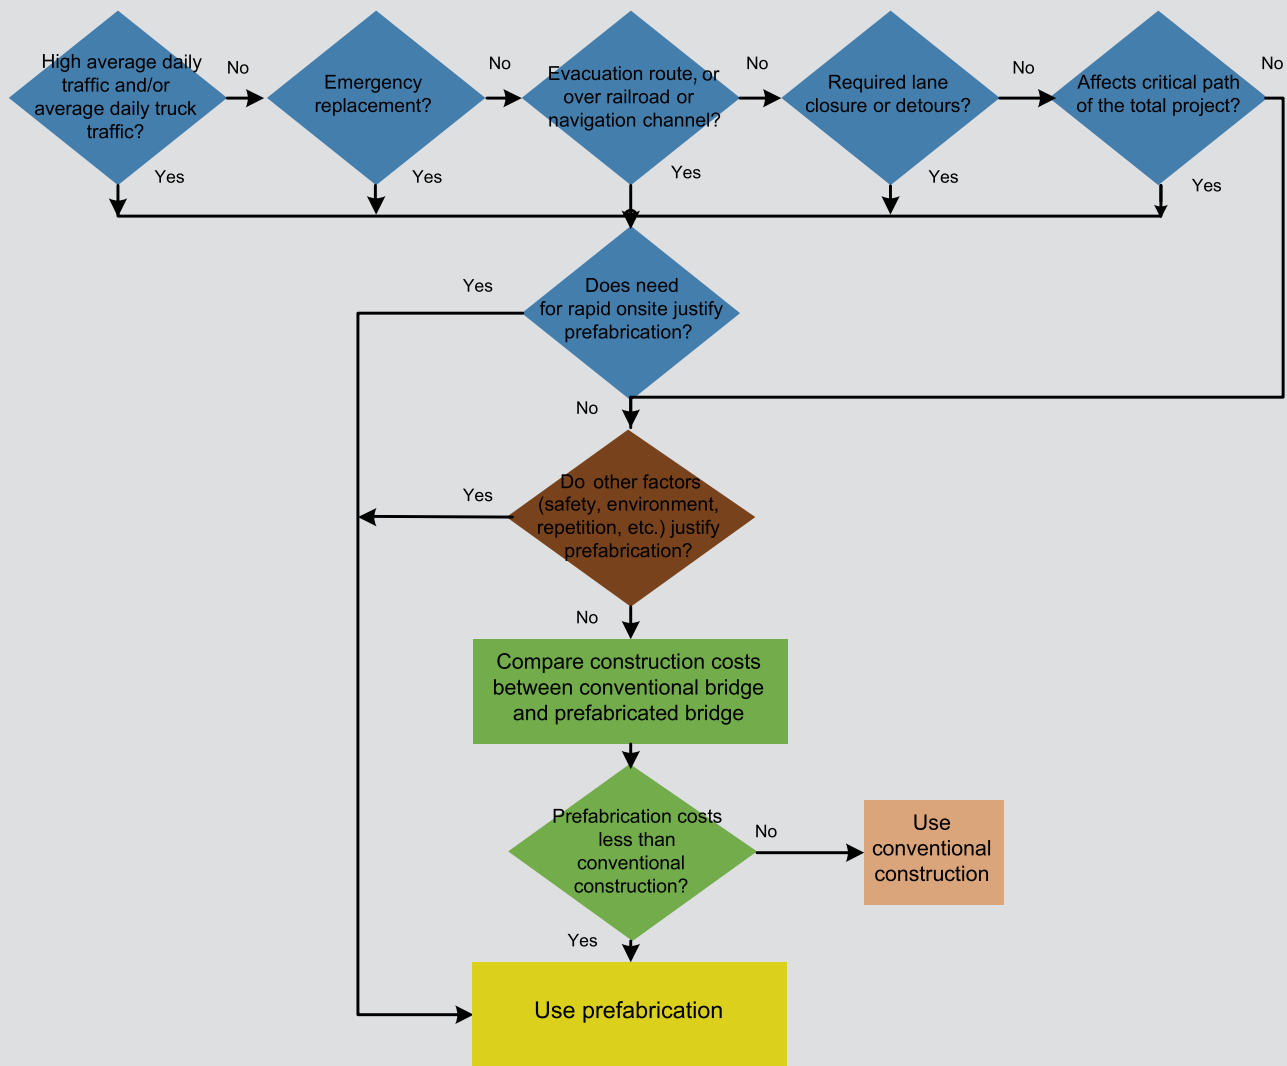 High average daily
traffic and/or
average daily truck
traffic?
No
Emergency
replacement?
No
Evacuation route, or
over railroad or
navigation channel?
No
Required lane
closure or detours?
No
Affects critical path
of the total project?
No
Yes
Yes
Yes
Yes
Yes
Does need
for rapid onsite justify
prefabrication?
Yes
No
Do other factors
(safety, environment,
repetition, etc.) justify
prefabrication?
Yes
No
Compare construction costs
between conventional bridge
and prefabricated bridge
Prefabrication costs
less than
conventional
construction?
No
Use
conventional
construction
Yes
Use prefabrication